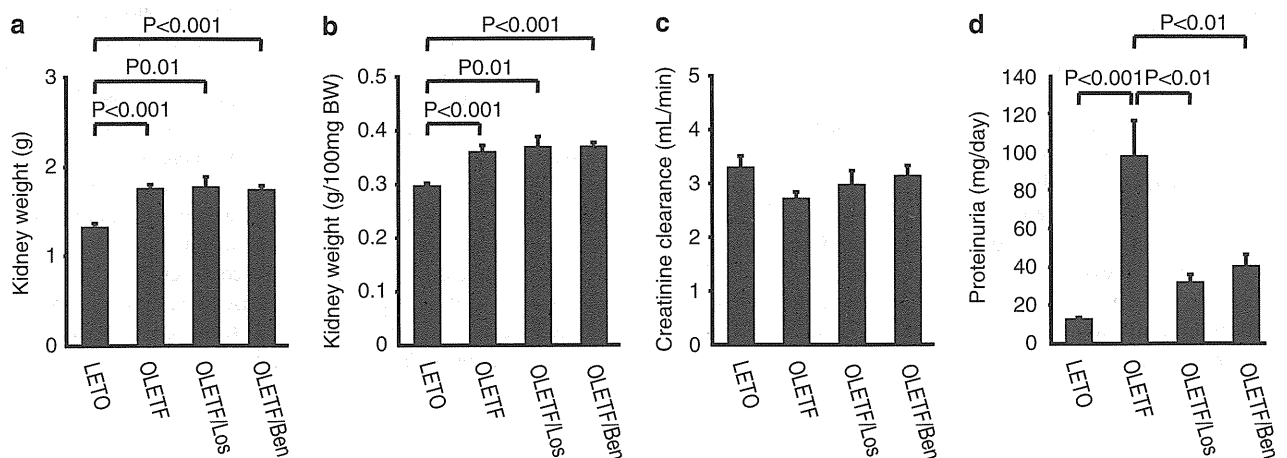 a
P<0.001
P0.01
P<0.001
Kidney weight (g)
3
2
1
0
LETO
OLETF
OLETF/Los
OLETF/Ben
b
P<0.001
P0.01
P<0.001
Kidney weight (g/100mg BW)
0.5
0.4
0.3
0.2
0.1
0
LETO
OLETF
OLETF/Los
OLETF/Ben
c
Creatinine clearance (mL/min)
5
4
3
2
1
0
LETO
OLETF
OLETF/Los
OLETF/Ben
d
P<0.01
P<0.001
P<0.01
Proteinuria (mg/day)
140
120
100
80
60
40
20
0
LETO
OLETF
OLETF/Los
OLETF/Ben